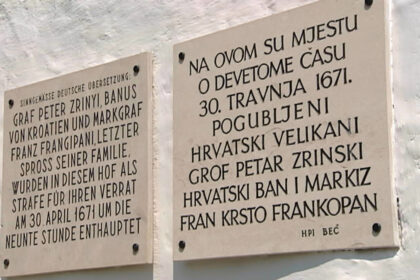 SINNGEMÄSSE DEUTSCHE ÜBERSETZUNG:
GRAF PETER ZRINYI, BANUS
VON KROATIEN UND MARKGRAF
FRANZ FRANGIPANI, LETZTER
SPROSS SEINER FAMILIE,
WURDEN IN DIESEM HOF ALS
STRAFE FÜR IHREN VERRAT
AM 30 APRIL 1671 UM DIE
NEUNTE STUNDE ENTHAUPTET
NA OVOM SU MJESTU
O DEVETOME ČASU
30. TRAVNJA 1671.
POGUBLJENI
HRVATSKI VELIKANI
GROF PETAR ZRINSKI
HRVATSKI BAN I MARKIZ
FRAN KRSTO FRANKOPAN
HPI BEČ